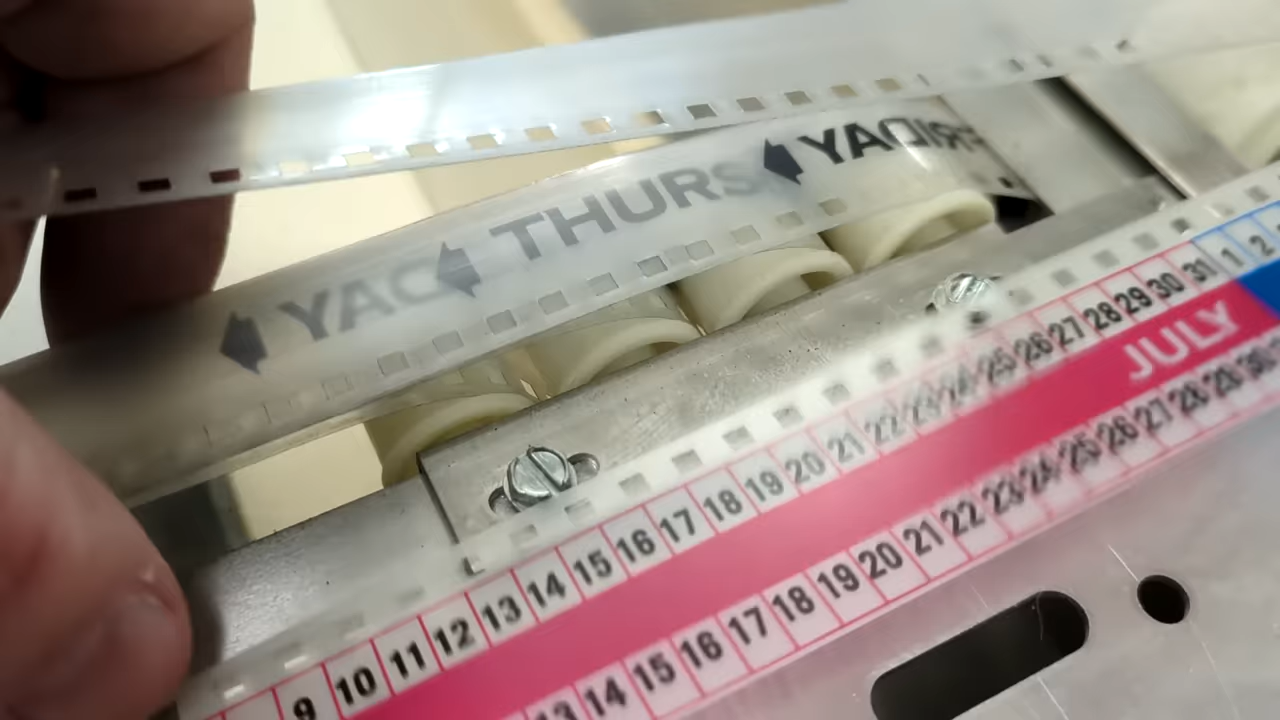 THURS YADIRF
9 10 11 12 13 14 15 16 17 18 19 20 21 22 23 24 25 26 27 28 29 30 31 1 2
JULY
13 14 15 16 17 18 19 20 21 22 23 24 25 26 27 28 29 30